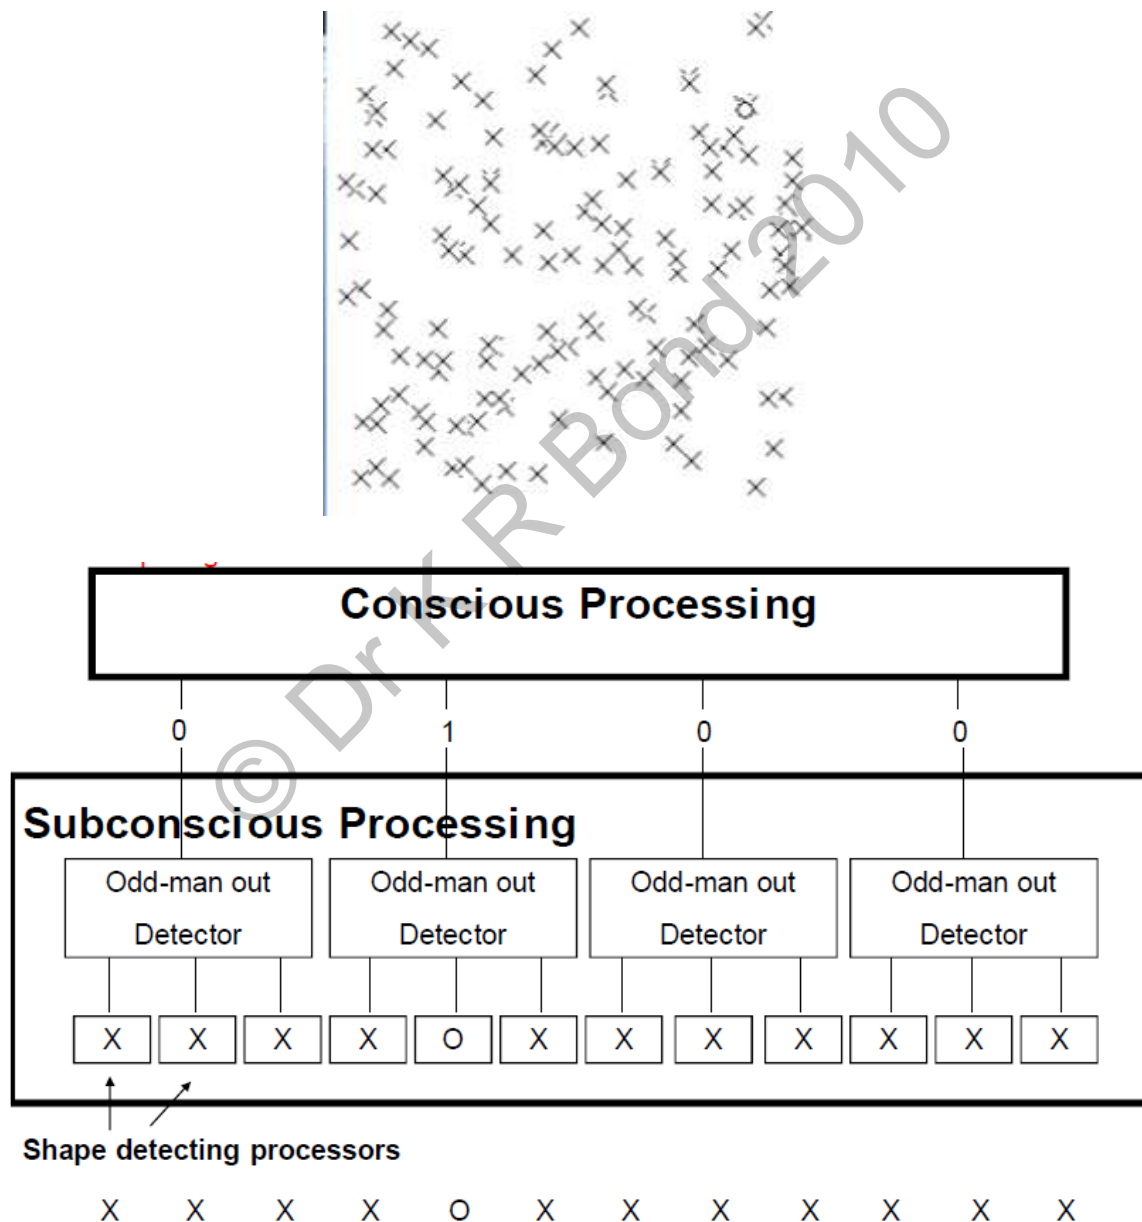 Conscious Processing
0 1 0 0
Subconscious Processing
Odd-man out Odd-man out Odd-man out Odd-man out
Detector Detector Detector Detector
X X X X O X X X X X X X
Shape detecting processors
X X X X O X X X X X X X
© Dr K R Bond 2010